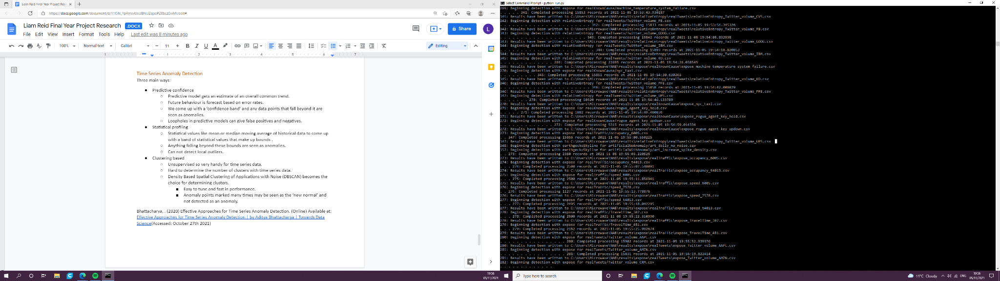 Liam Reid Final Year Project Resea
https://docs.google.com/document/d/
Liam Reid Final Year Project Research
.DOCX
File Edit View Insert Format Tools Help Last edit was 8 minutes ago
Share
L
100% Normal text Calibri 11 B I U A Editing
1 1 2 3 4 5 6 7
Time Series Anomaly Detection
Three main ways:
● Predictive confidence
○ Predictive model gets an estimate of an overall common trend.
○ Future behaviour is forecast based on error rates.
○ We come up with a ‘confidence band’ and any data points that fall beyond it are
seen as anomalies.
○ Loopholes in predictive models can give false positives and negatives.
● Statistical profiling
○ Statistical values like mean or median moving average of historical data to come up
with a band of statistical values that make up bounds .
○ Anything falling beyond these bounds are seen as anomalies.
○ Can not detect local outliers.
● Clustering based
○ Unsupervised so very handy for time series data.
○ Hard to determine the number of clusters with time series data.
○ Density Based Spatial Clustering of Applications with Noise (DBSCAN) becomes the
choice for determining clusters.
■ Easy to tune and fast in performance.
■ Anomaly points marked many times may be seen as the ‘new normal’ and
not detected as an anomaly.
Bhattacharya, . (2020) Effective Approaches for Time Series Anomaly Detection. (Online) Available at:
Effective Approaches for Time Series Anomaly Detection | by Aditya Bhattacharya | Towards Data
Science(Accessed: October 27th 2021)
19:56
05/11/2021
Select Command Prompt - python run.py
269: Beginning detection with expose for realKnownCause/machine_temperature_system_failure.csv
. . . . . 341: Completed processing 15853 records at 2021-11-05 19:53:43.930187
341: Results have been written to C:\Users\Microwave\NAB\results\relativeEntropy\realTweets\relativeEntropy_Twitter_volume_CVS.csv
342: Beginning detection with relativeEntropy for realTweets/Twitter_volume_FB.csv
. . . 342: Completed processing 15833 records at 2021-11-05 19:53:54.345326
342: Results have been written to C:\Users\Microwave\NAB\results\relativeEntropy\realTweets\relativeEntropy_Twitter_volume_FB.csv
343: Beginning detection with relativeEntropy for realTweets/Twitter_volume_GOOG.csv
. . . 343: Completed processing 15842 records at 2021-11-05 19:54:05.832598
343: Results have been written to C:\Users\Microwave\NAB\results\relativeEntropy\realTweets\relativeEntropy_Twitter_volume_GOOG.csv
344: Beginning detection with relativeEntropy for realTweets/Twitter_volume_IBM.csv
. . . 344: Completed processing 15893 records at 2021-11-05 19:54:18.820853
344: Results have been written to C:\Users\Microwave\NAB\results\relativeEntropy\realTweets\relativeEntropy_Twitter_volume_IBM.csv
345: Beginning detection with relativeEntropy for realTweets/Twitter_volume_KO.csv
. . . 269: Completed processing 22695 records at 2021-11-05 19:54:26.038545
269: Results have been written to C:\Users\Microwave\NAB\results\expose\realKnownCause\expose_machine_temperature_system_failure.csv
270: Beginning detection with expose for realKnownCause/nyc_taxi.csv
. . . 345: Completed processing 15851 records at 2021-11-05 19:54:30.630263
345: Results have been written to C:\Users\Microwave\NAB\results\relativeEntropy\realTweets\relativeEntropy_Twitter_volume_KO.csv
346: Beginning detection with relativeEntropy for realTweets/Twitter_volume_PFE.csv
. . . 346: Completed processing 15858 records at 2021-11-05 19:54:42.006829
346: Results have been written to C:\Users\Microwave\NAB\results\relativeEntropy\realTweets\relativeEntropy_Twitter_volume_PFE.csv
347: Beginning detection with relativeEntropy for realTweets/Twitter_volume_UPS.csv
. . . 270: Completed processing 10320 records at 2021-11-05 19:54:46.133789
270: Results have been written to C:\Users\Microwave\NAB\results\expose\realKnownCause\expose_nyc_taxi.csv
271: Beginning detection with expose for realKnownCause/rogue_agent_key_hold.csv
. . . 271: Completed processing 1882 records at 2021-11-05 19:54:49.480836
271: Results have been written to C:\Users\Microwave\NAB\results\expose\realKnownCause\expose_rogue_agent_key_hold.csv
272: Beginning detection with expose for realKnownCause/rogue_agent_key_updown.csv
. . . 272: Completed processing 5315 records at 2021-11-05 19:54:59.014334
272: Results have been written to C:\Users\Microwave\NAB\results\expose\realKnownCause\expose_rogue_agent_key_updown.csv
273: Beginning detection with expose for realTraffic/occupancy_6005.csv
. . 347: Completed processing 15866 records at 2021-11-05 19:55:00.550225
347: Results have been written to C:\Users\Microwave\NAB\results\relativeEntropy\realTweets\relativeEntropy_Twitter_volume_UPS.csv
348: Beginning detection with earthgeckoSkyline for artificialNoAnomaly/art_daily_no_noise.csv
357: Beginning detection with earthgeckoSkyline for artificialWithAnomaly/art_increase_spike_density.csv
. . 273: Completed processing 2380 records at 2021-11-05 19:55:03.220525
273: Results have been written to C:\Users\Microwave\NAB\results\expose\realTraffic\expose_occupancy_6005.csv
274: Beginning detection with expose for realTraffic/occupancy_t4013.csv
. . . 274: Completed processing 2500 records at 2021-11-05 19:55:07.548091
274: Results have been written to C:\Users\Microwave\NAB\results\expose\realTraffic\expose_occupancy_t4013.csv
275: Beginning detection with expose for realTraffic/speed_6005.csv
. . . 275: Completed processing 2500 records at 2021-11-05 19:55:11.856941
275: Results have been written to C:\Users\Microwave\NAB\results\expose\realTraffic\expose_speed_6005.csv
276: Beginning detection with expose for realTraffic/speed_7578.csv
. . 276: Completed processing 1127 records at 2021-11-05 19:55:13.778876
276: Results have been written to C:\Users\Microwave\NAB\results\expose\realTraffic\expose_speed_7578.csv
277: Beginning detection with expose for realTraffic/speed_t4013.csv
. . . 277: Completed processing 2495 records at 2021-11-05 19:55:18.042295
277: Results have been written to C:\Users\Microwave\NAB\results\expose\realTraffic\expose_speed_t4013.csv
278: Beginning detection with expose for realTraffic/TravelTime_387.csv
. . . 278: Completed processing 2500 records at 2021-11-05 19:55:22.310990
278: Results have been written to C:\Users\Microwave\NAB\results\expose\realTraffic\expose_TravelTime_387.csv
279: Beginning detection with expose for realTraffic/TravelTime_451.csv
. . . 279: Completed processing 2162 records at 2021-11-05 19:55:25.992674
279: Results have been written to C:\Users\Microwave\NAB\results\expose\realTraffic\expose_TravelTime_451.csv
280: Beginning detection with expose for realTweets/Twitter_volume_AAPL.csv
. . . 280: Completed processing 15902 records at 2021-11-05 19:55:52.939376
280: Results have been written to C:\Users\Microwave\NAB\results\expose\realTweets\expose_Twitter_volume_AAPL.csv
281: Beginning detection with expose for realTweets/Twitter_volume_AMZN.csv
. . . 281: Completed processing 15831 records at 2021-11-05 19:56:19.822414
281: Results have been written to C:\Users\Microwave\NAB\results\expose\realTweets\expose_Twitter_volume_AMZN.csv
282: Beginning detection with expose for realTweets/Twitter_volume_CRM.csv
. . . . . . . . . . . . .
Type here to search
11°C Cloudy ENG
19:56
05/11/2021